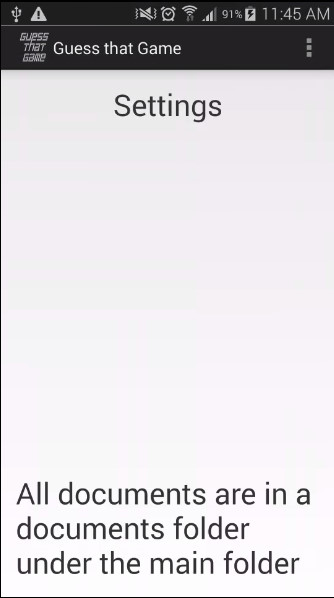 91% 11:45 AM
GUESS
THAT
GAME
Guess that Game
Settings
All documents are in a
documents folder
under the main folder